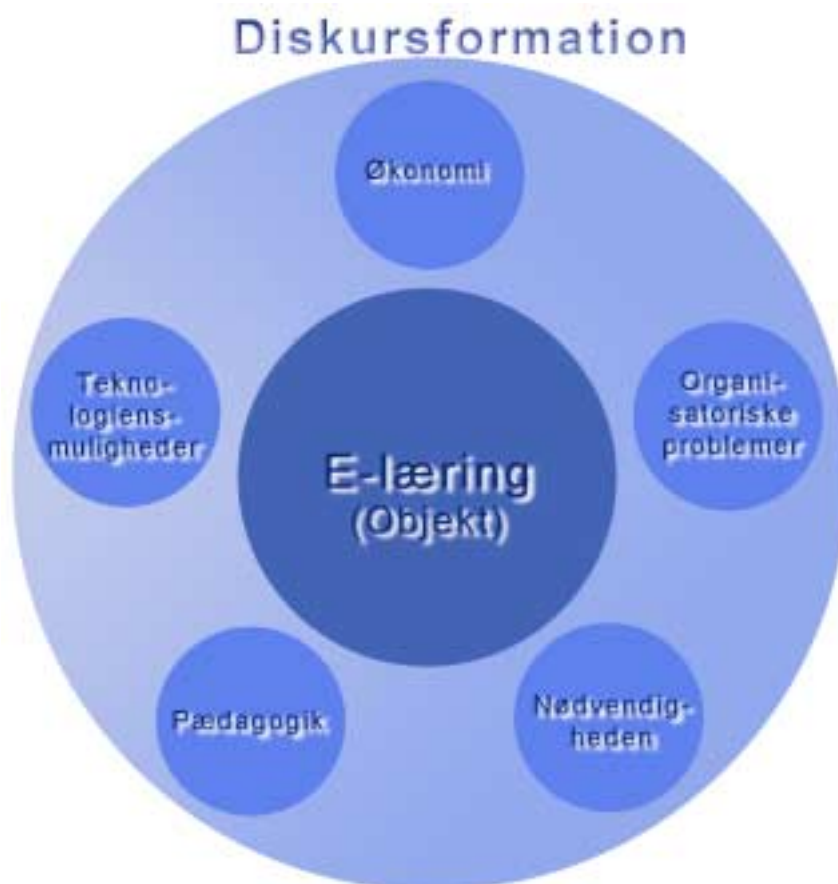 Diskursformation
Økonomi
Tekno-
logiens-
muligheder
Organi-
satoriske
problemer
E-læring
(Objekt)
Pædagogik
Nødvendig-
heden